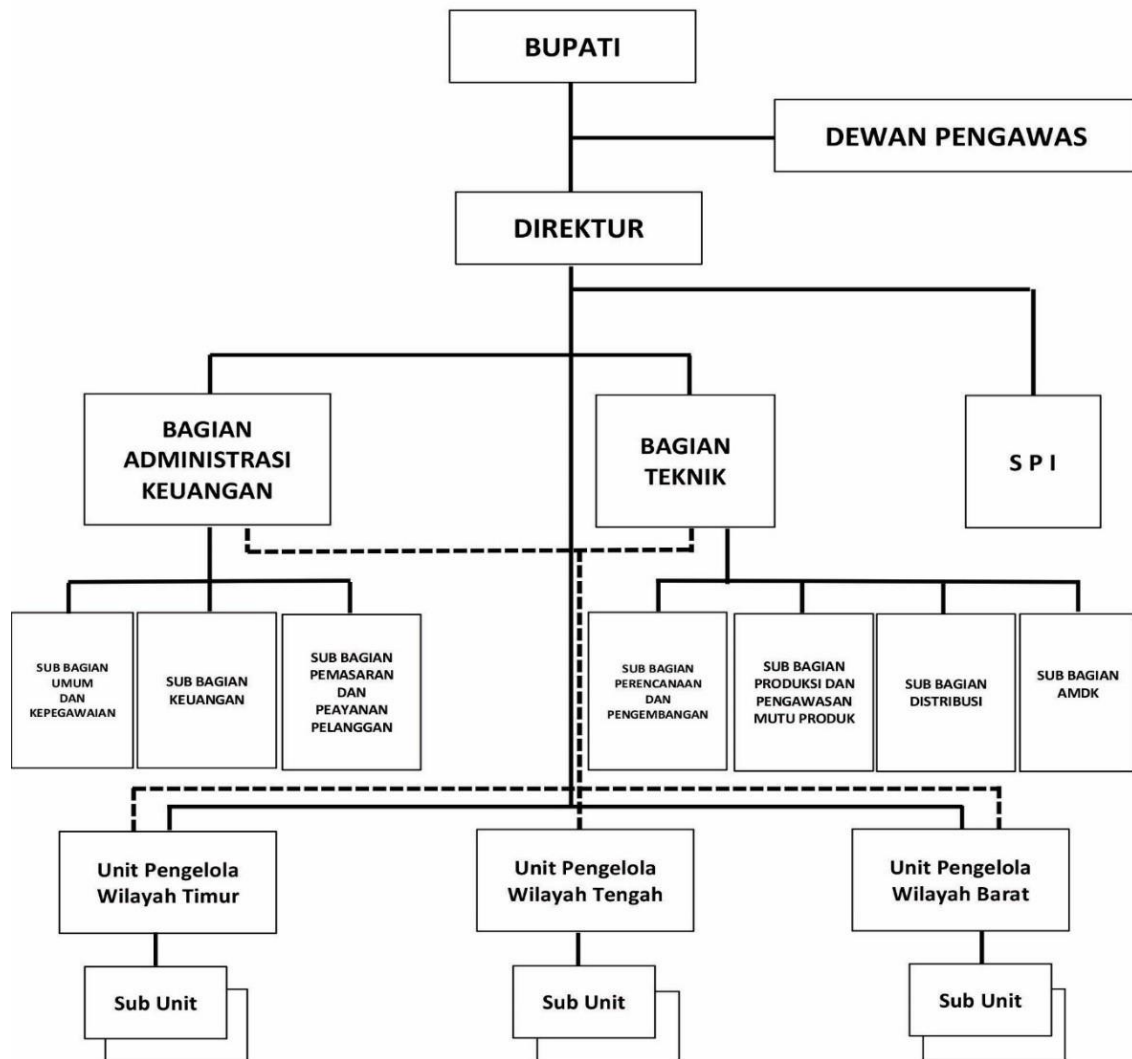 BUPATI
DEWAN PENGAWAS
DIREKTUR
BAGIAN
ADMINISTRASI
KEUANGAN
BAGIAN
TEKNIK
S P I
SUB BAGIAN
UMUM
DAN
KEPEGAWAIAN
SUB BAGIAN
KEUANGAN
SUB BAGIAN
PEMASARAN
DAN
PEAYANAN
PELANGGAN
SUB BAGIAN
PERENCANAAN
DAN
PENGEMBANGAN
SUB BAGIAN
PRODUKSI DAN
PENGAWASAN
MUTU PRODUK
SUB BAGIAN
DISTRIBUSI
SUB BAGIAN
AMDK
Unit Pengelola
Wilayah Timur
Unit Pengelola
Wilayah Tengah
Unit Pengelola
Wilayah Barat
Sub Unit
Sub Unit
Sub Unit